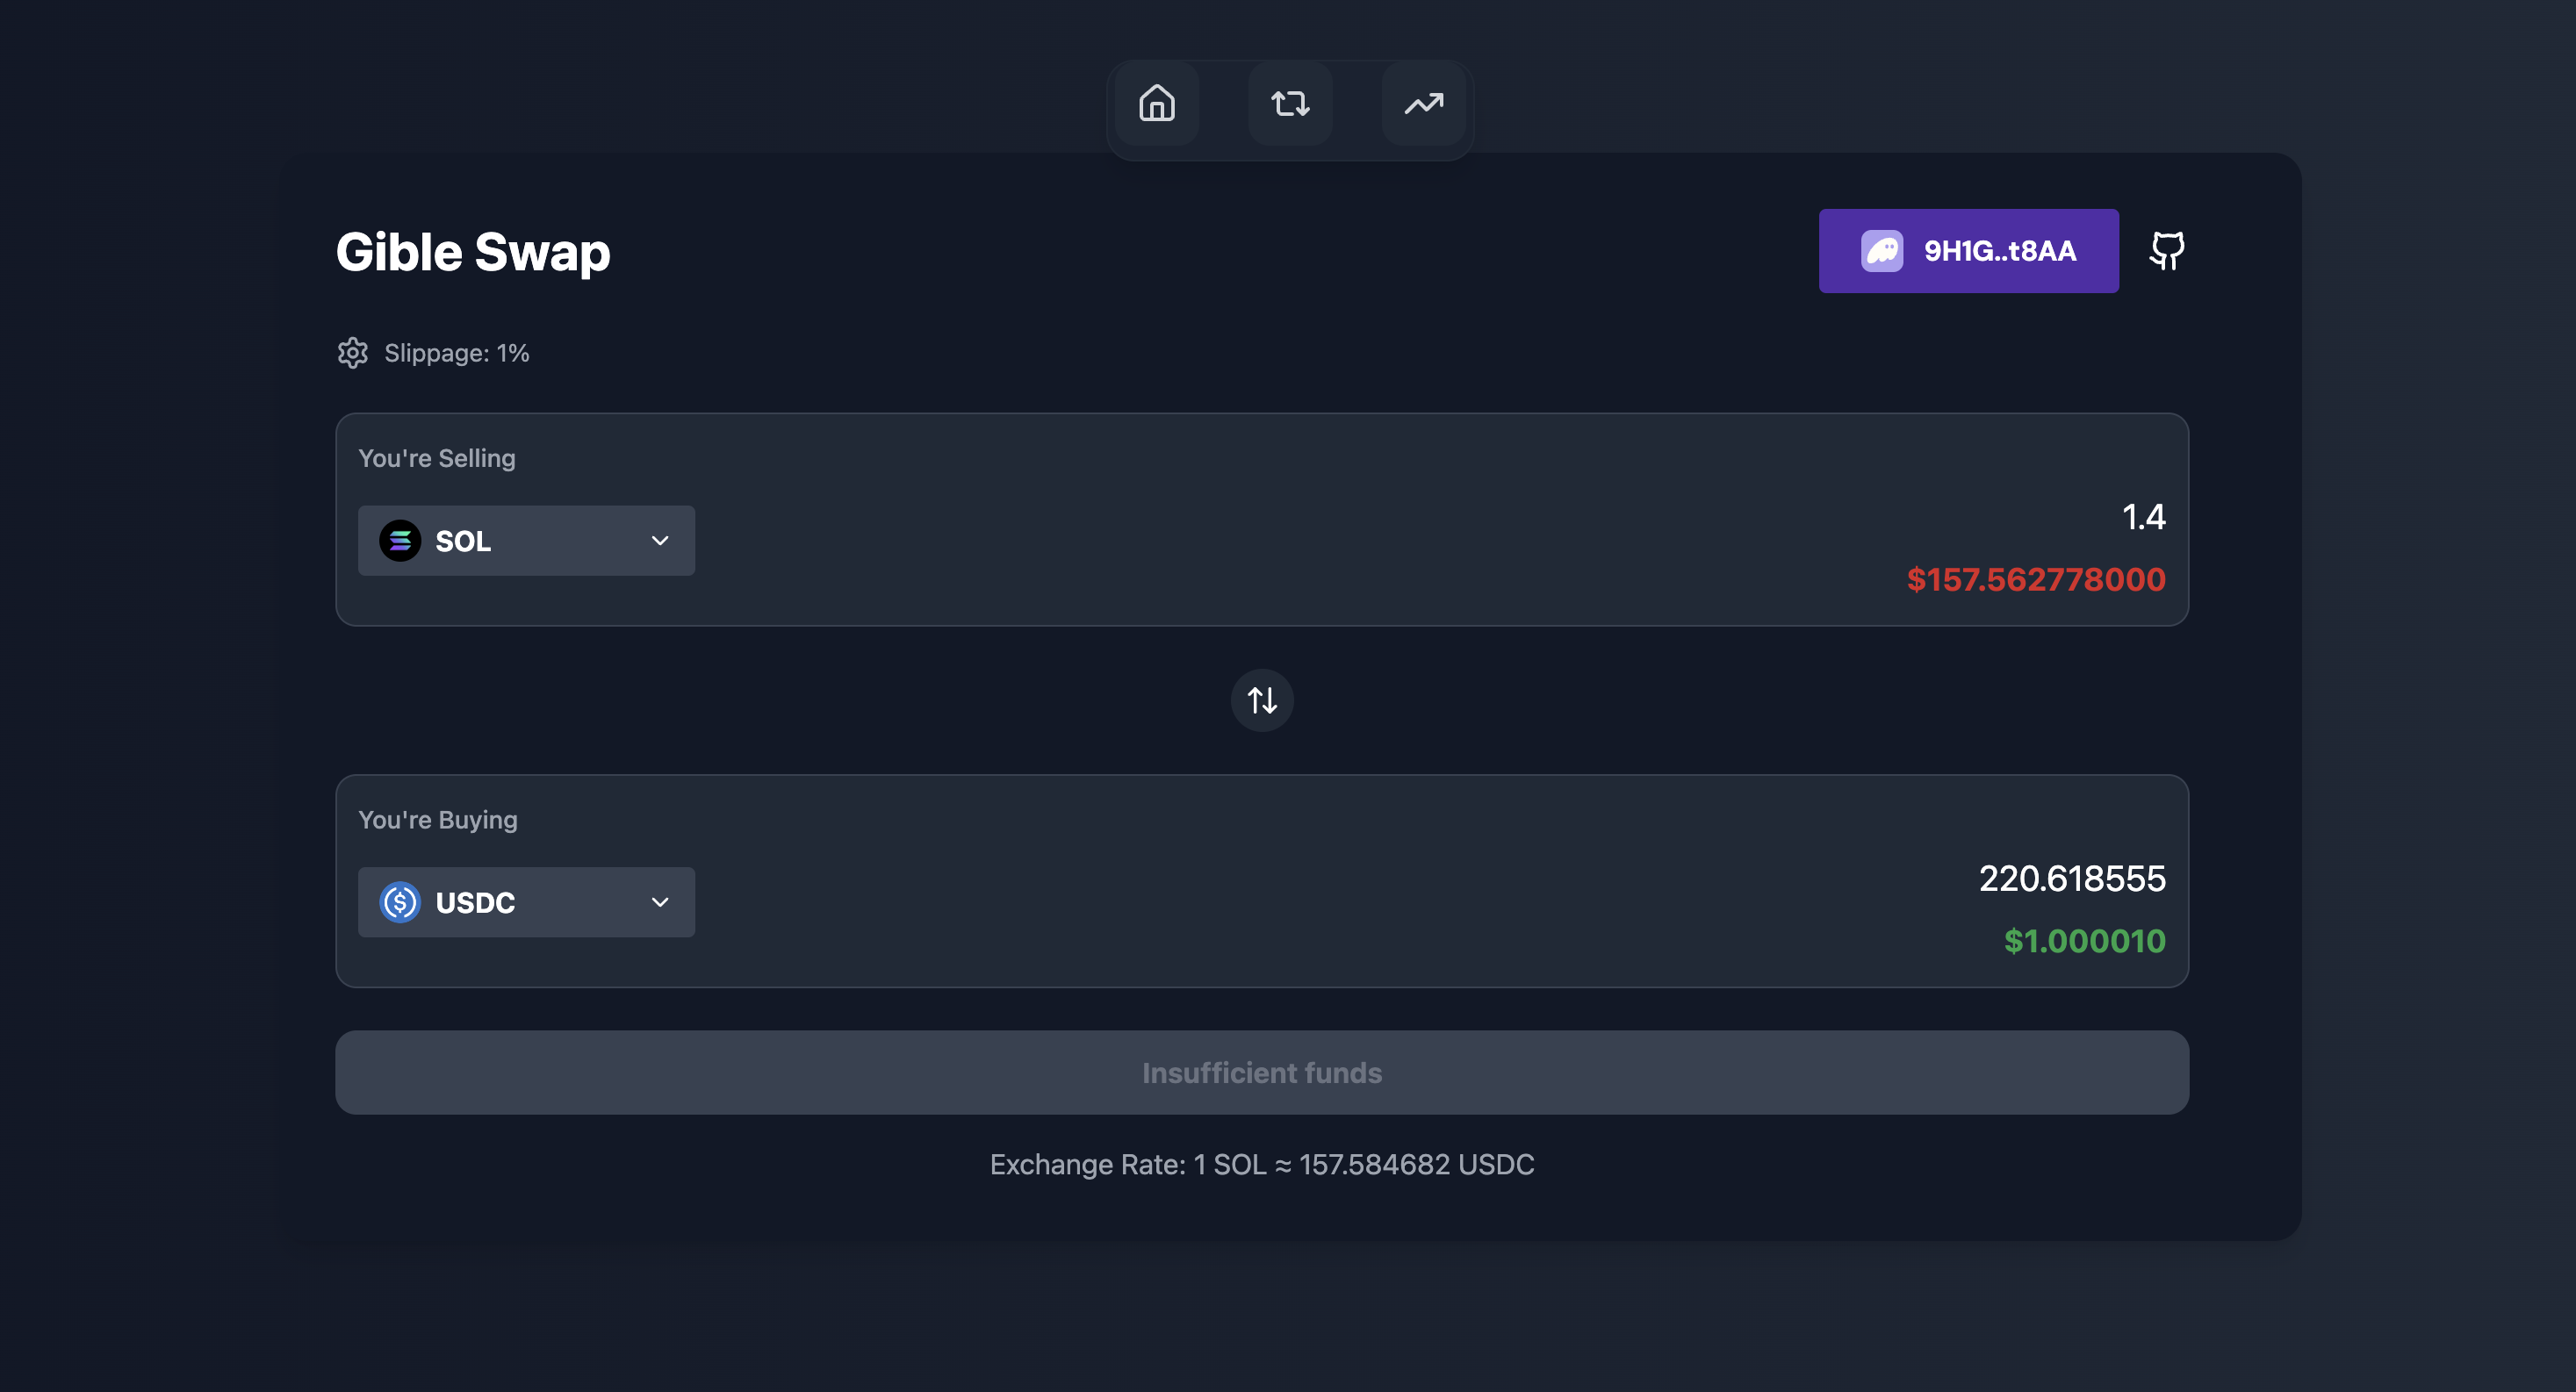 Gible Swap
9H1G..t8AA
Slippage: 1%
You're Selling
SOL
1.4
$157.562778000
You're Buying
USDC
220.618555
$1.000010
Insufficient funds
Exchange Rate: 1 SOL ≈ 157.584682 USDC